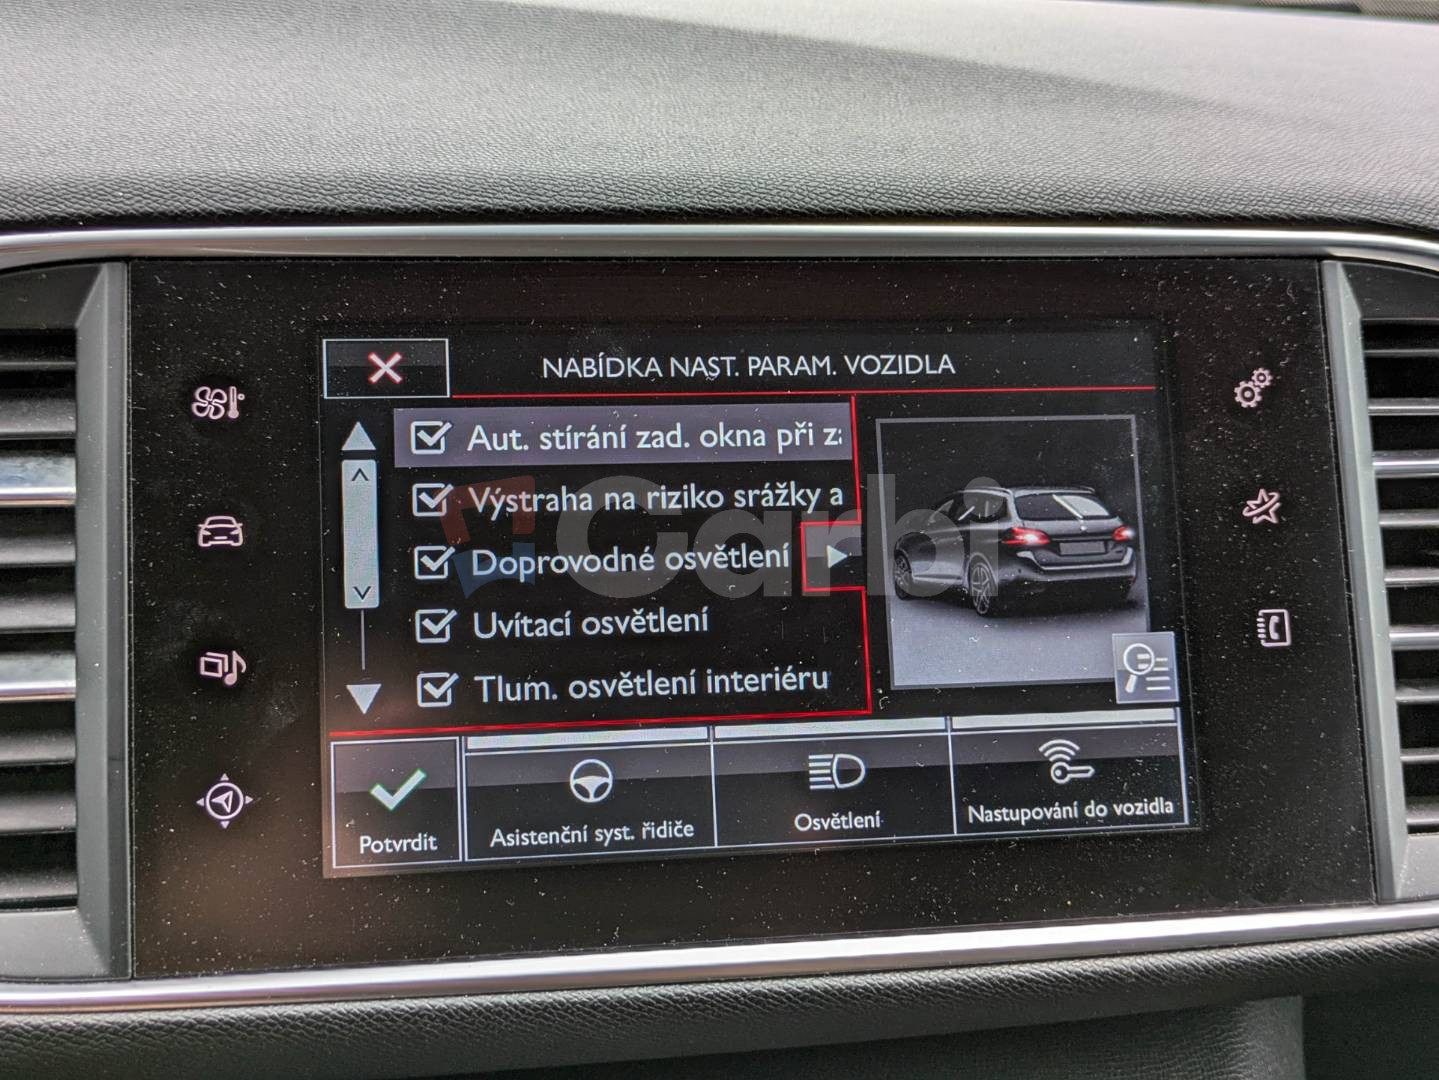 NABÍDKA NAST. PARAM. VOZIDLA
Aut. stírání zad. okna při
Výstraha na riziko srážky a
Doprovodné osvětlení
Uvítací osvětlení
Tlum. osvětlení interiéru
Carbi
Potvrdit
Asistenční syst. řidiče
Osvětlení
Nastupování do vozidla